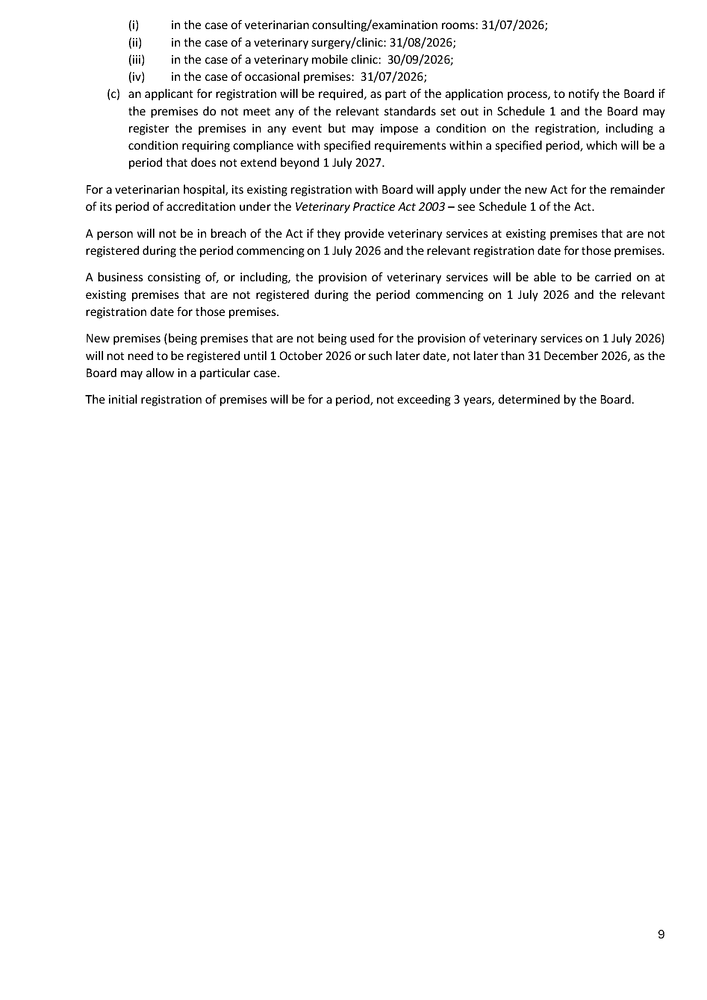 (i) in the case of veterinarian consulting/examination rooms: 31/07/2026;
(ii) in the case of a veterinary surgery/clinic: 31/08/2026;
(iii) in the case of a veterinary mobile clinic:  30/09/2026;
(iv) in the case of occasional premises:  31/07/2026;
(c) an applicant for registration will be required, as part of the application process, to notify the Board if
the premises do not meet any of the relevant standards set out in Schedule 1 and the Board may
register the premises in any event but may impose a condition on the registration, including a
condition requiring compliance with specified requirements within a specified period, which will be a
period that does not extend beyond 1 July 2027.
For a veterinarian hospital, its existing registration with Board will apply under the new Act for the remainder
of its period of accreditation under the Veterinary Practice Act 2003 – see Schedule 1 of the Act.
A person will not be in breach of the Act if they provide veterinary services at existing premises that are not
registered during the period commencing on 1 July 2026 and the relevant registration date for those premises.
A business consisting of, or including, the provision of veterinary services will be able to be carried on at
existing premises that are not registered during the period commencing on 1 July 2026 and the relevant
registration date for those premises.
New premises (being premises that are not being used for the provision of veterinary services on 1 July 2026)
will not need to be registered until 1 October 2026 or such later date, not later than 31 December 2026, as the
Board may allow in a particular case.
The initial registration of premises will be for a period, not exceeding 3 years, determined by the Board.
9